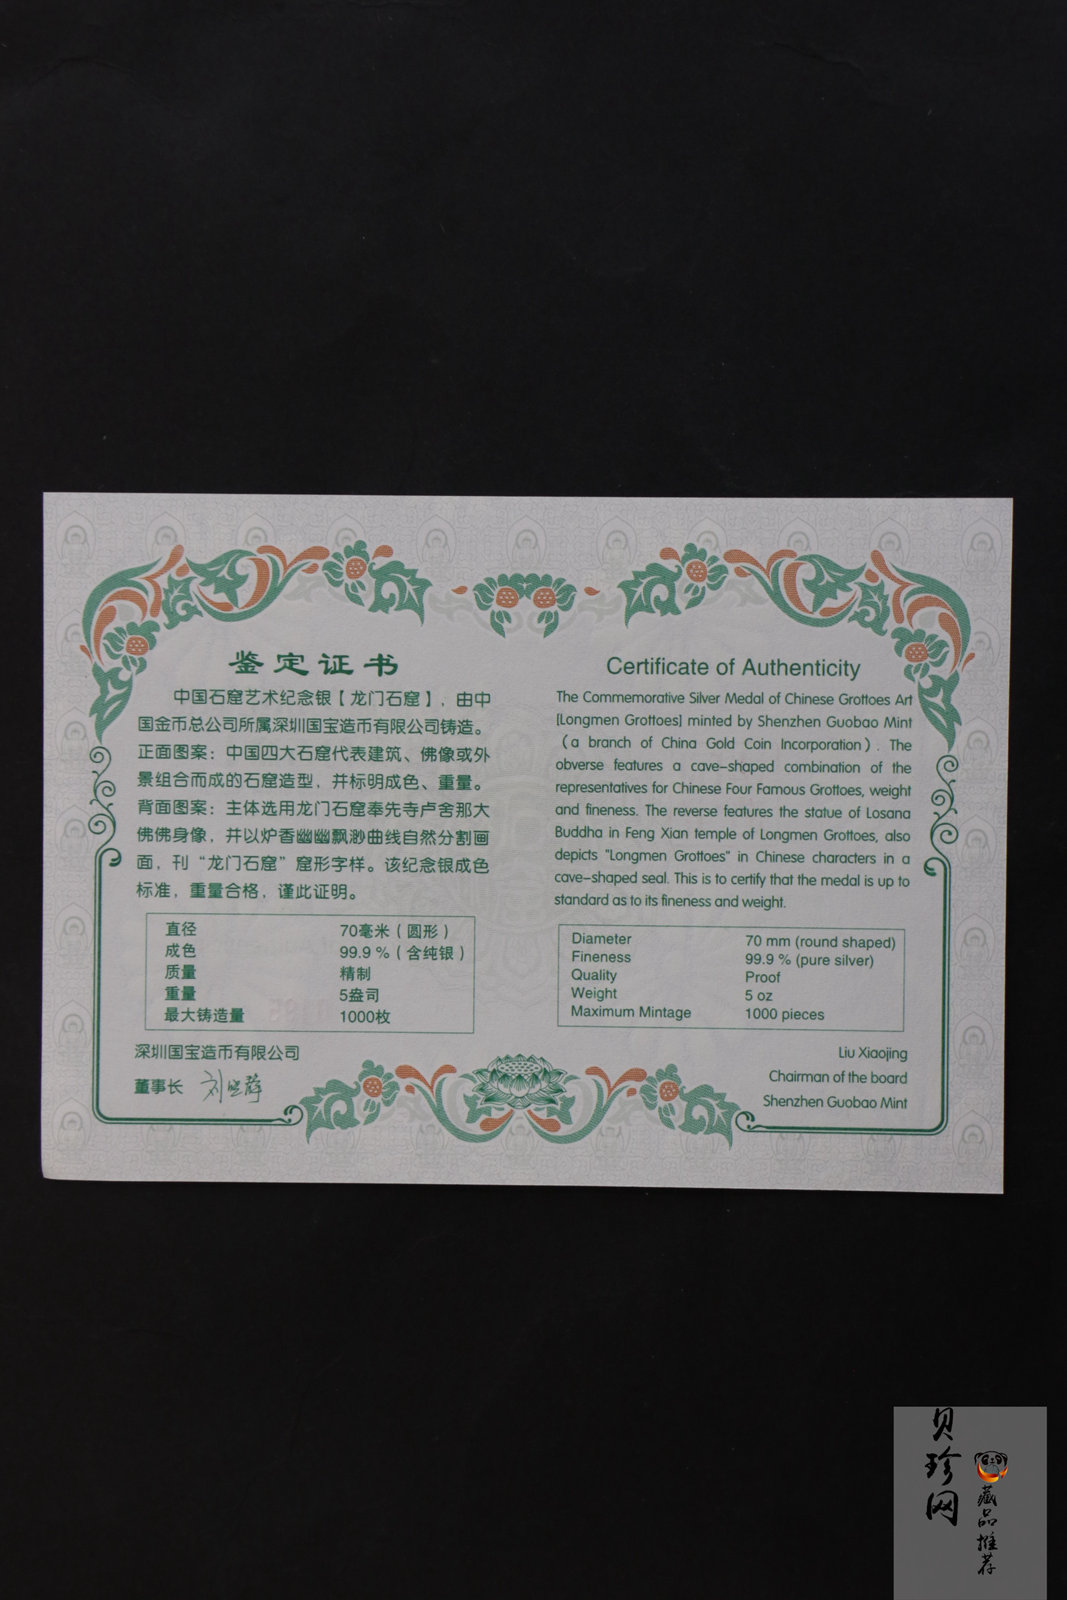 鉴定证书
中国石窟艺术纪念银【龙门石窟】，由中
国金币总公司所属深圳国宝造币有限公司铸造。
正面图案：中国四大石窟代表建筑、佛像或外
景组合而成的石窟造型，并标明成色、重量。
背面图案：主体选用龙门石窟奉先寺卢舍那大
佛佛身像，并以炉香幽幽飘渺曲线自然分割画
面，刊“龙门石窟”窟形字样。该纪念银成色
标准，重量合格，谨此证明。
直径 70毫米（圆形）
成色 99.9％（含纯银）
质量 精制
重量 5盎司
最大铸造量 1000枚
深圳国宝造币有限公司
董事长
Certificate of Authenticity
The Commemorative Silver Medal of Chinese Grottoes Art
[Longmen Grottoes] minted by Shenzhen Guobao Mint
（a branch of China Gold Coin Incorporation）. The
obverse features a cave-shaped combination of the
representatives for Chinese Four Famous Grottoes, weight
and fineness. The reverse features the statue of Losana
Buddha in Feng Xian temple of Longmen Grottoes, also
depicts "Longmen Grottoes" in Chinese characters in a
cave-shaped seal. This is to certify that the medal is up to
standard as to its fineness and weight.
Diameter 70 mm (round shaped)
Fineness 99.9 % (pure silver)
Quality Proof
Weight 5 oz
Maximum Mintage 1000 pieces
Liu Xiaojing
Chairman of the board
Shenzhen Guobao Mint
贝珍网
藏品推荐